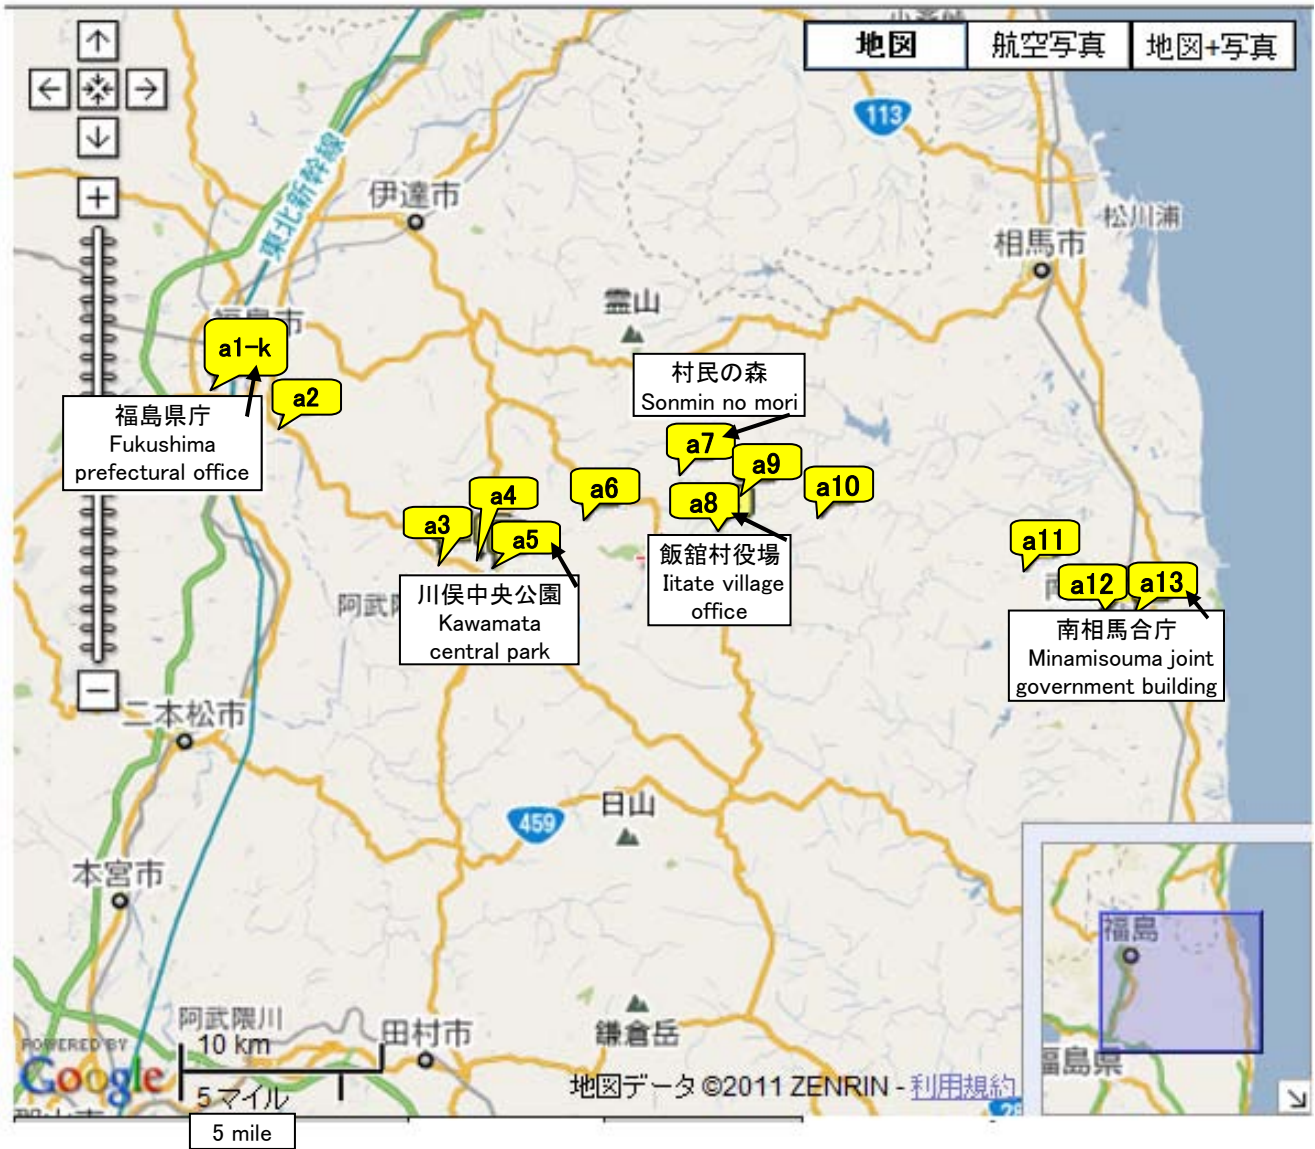 地図
航空写真
地図+写真
113
東北新幹線
伊達市
松川浦
相馬市
霊山
福島市
a1-k
a2
福島県庁
Fukushima
prefectural office
村民の森
Sonmin no mori
a7
a9
a10
a6
a8
a4
a3
a5
a11
a12
a13
飯舘村役場
Iitate village
office
川俣中央公園
Kawamata
central park
阿武
南相馬合庁
Minamisouma joint
government building
二本松市
日山
459
本宮市
福島
福島県
阿武隈川
10 km
田村市
鎌倉岳
POWERED BY
Google
5 マイル
5 mile
地図データ ©2011 ZENRIN - 利用規約